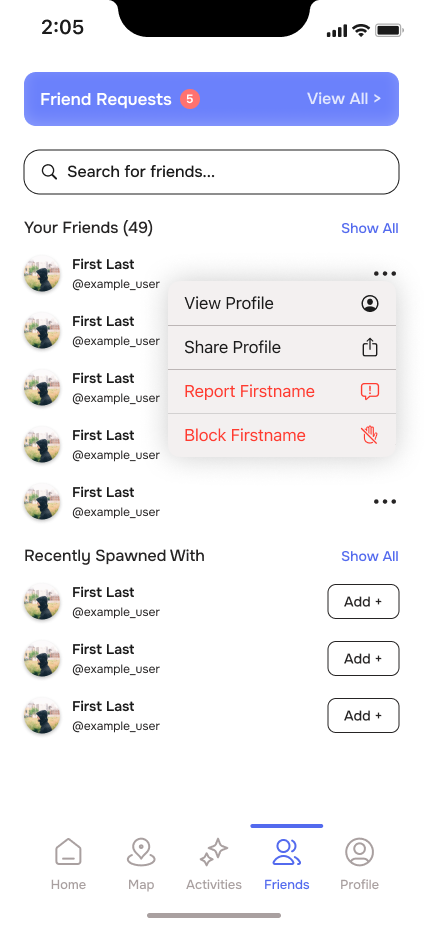 2:05
Friend Requests 5 View All >
Search for friends...
Your Friends (49) Show All
First Last
@example_user
View Profile
First Last
@example_user
Share Profile
First Last
@example_user
Report Firstname
First Last
@example_user
Block Firstname
First Last
@example_user
Recently Spawned With Show All
First Last
@example_user
Add +
First Last
@example_user
Add +
First Last
@example_user
Add +
Home Map Activities Friends Profile